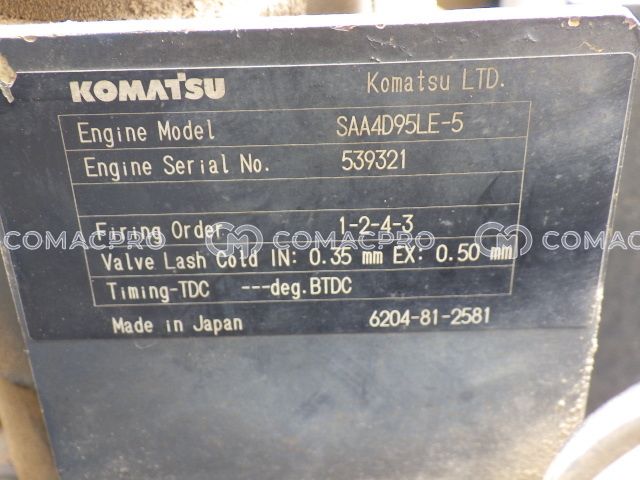 KOMATSU Komatsu LTD.
Engine Model SAA4D95LE-5
Engine Serial No. 539321
Firing Order 1-2-4-3
COMACPRO COMACPRO COMACPRO
Valve Lash Cold IN: 0.35 mm EX: 0.50 mm
Timing-TDC ---deg.BTDC
Made in Japan 6204-81-2581